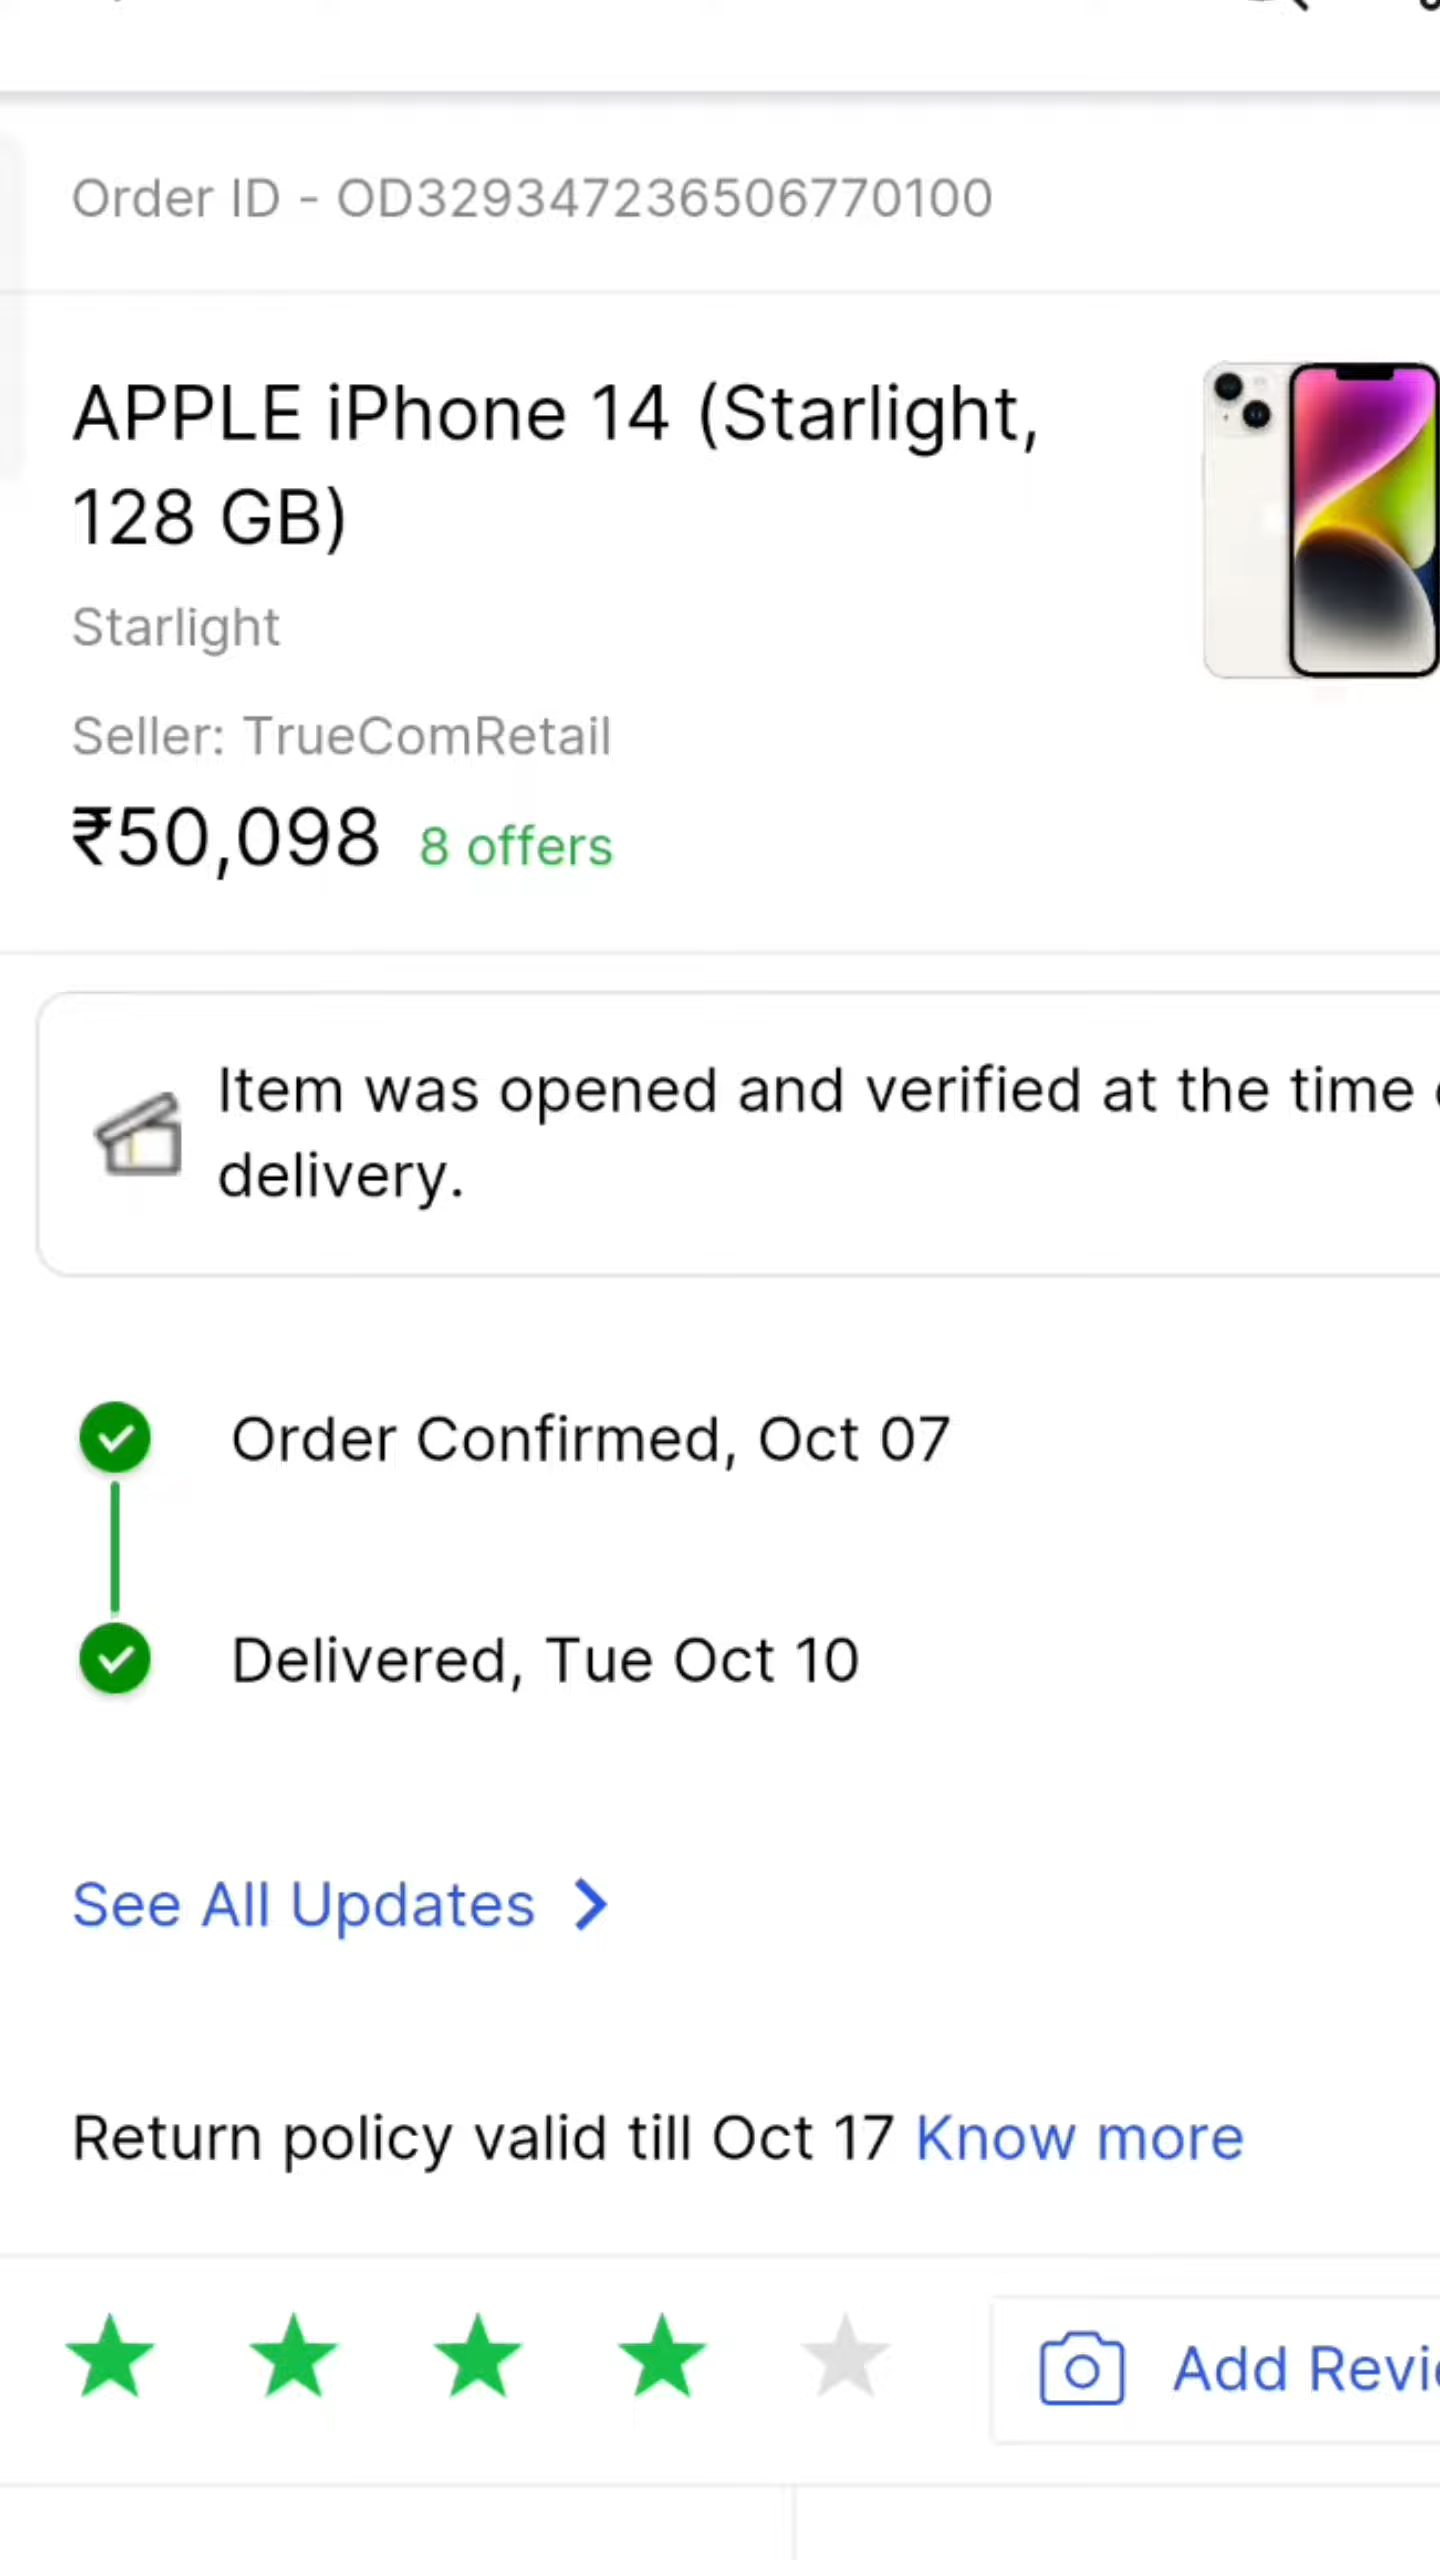 Order ID - OD329347236506770100
APPLE iPhone 14 (Starlight,
128 GB)
Starlight
Seller: TrueComRetail
₹50,098 8 offers
Item was opened and verified at the time
delivery.
Order Confirmed, Oct 07
Delivered, Tue Oct 10
See All Updates
Return policy valid till Oct 17 Know more
Add